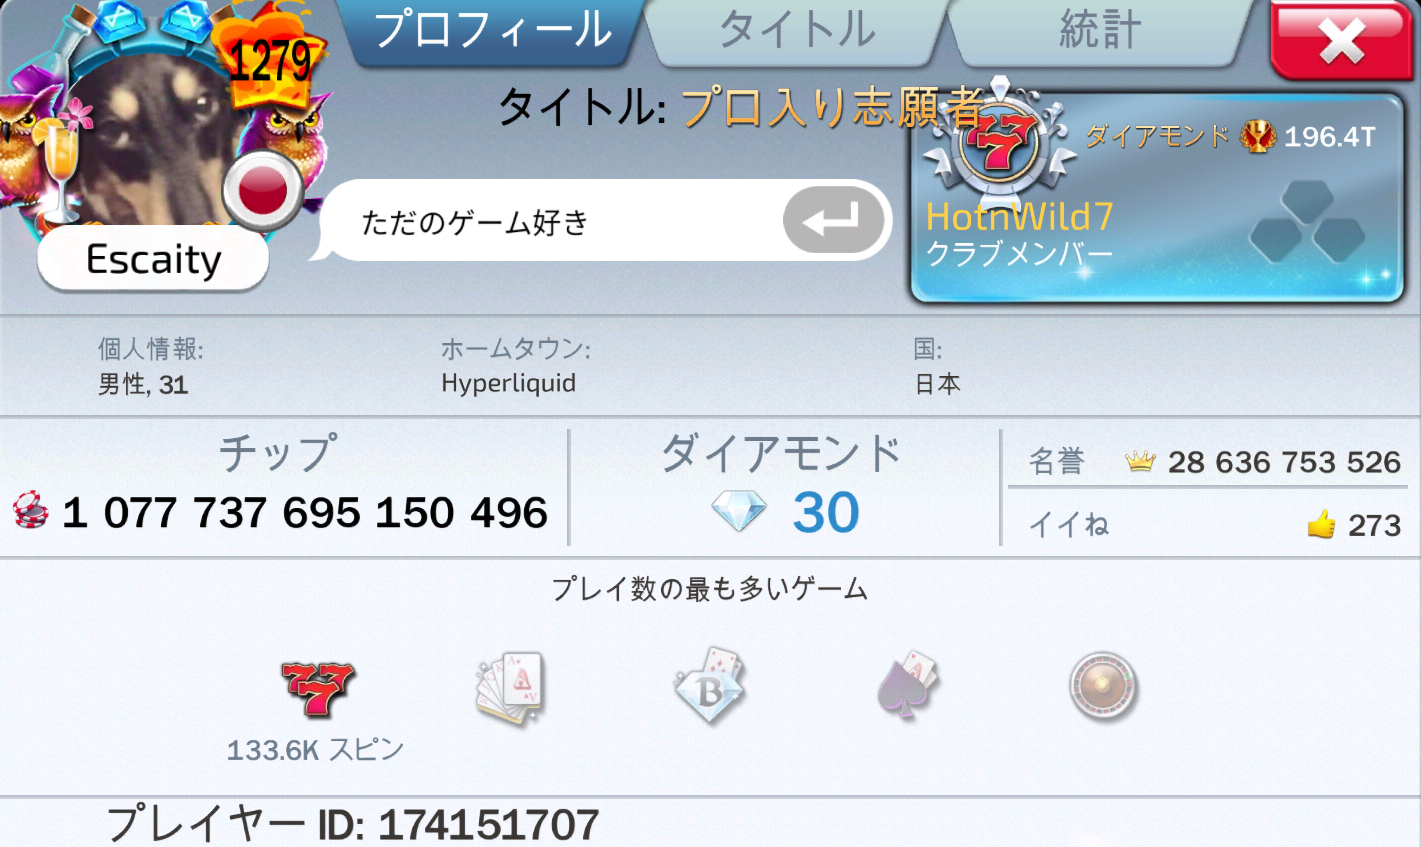 プロフィール
タイトル
統計
1279
タイトル: プロ入り志願者
ダイアモンド 196.4T
ただのゲーム好き
HotnWild7
クラブメンバー
Escaity
個人情報:
男性, 31
ホームタウン:
Hyperliquid
国:
日本
チップ
1 077 737 695 150 496
ダイアモンド
30
名誉 28 636 753 526
イイね 273
プレイ数の最も多いゲーム
777
A
B
A
133.6K スピン
プレイヤー ID: 174151707